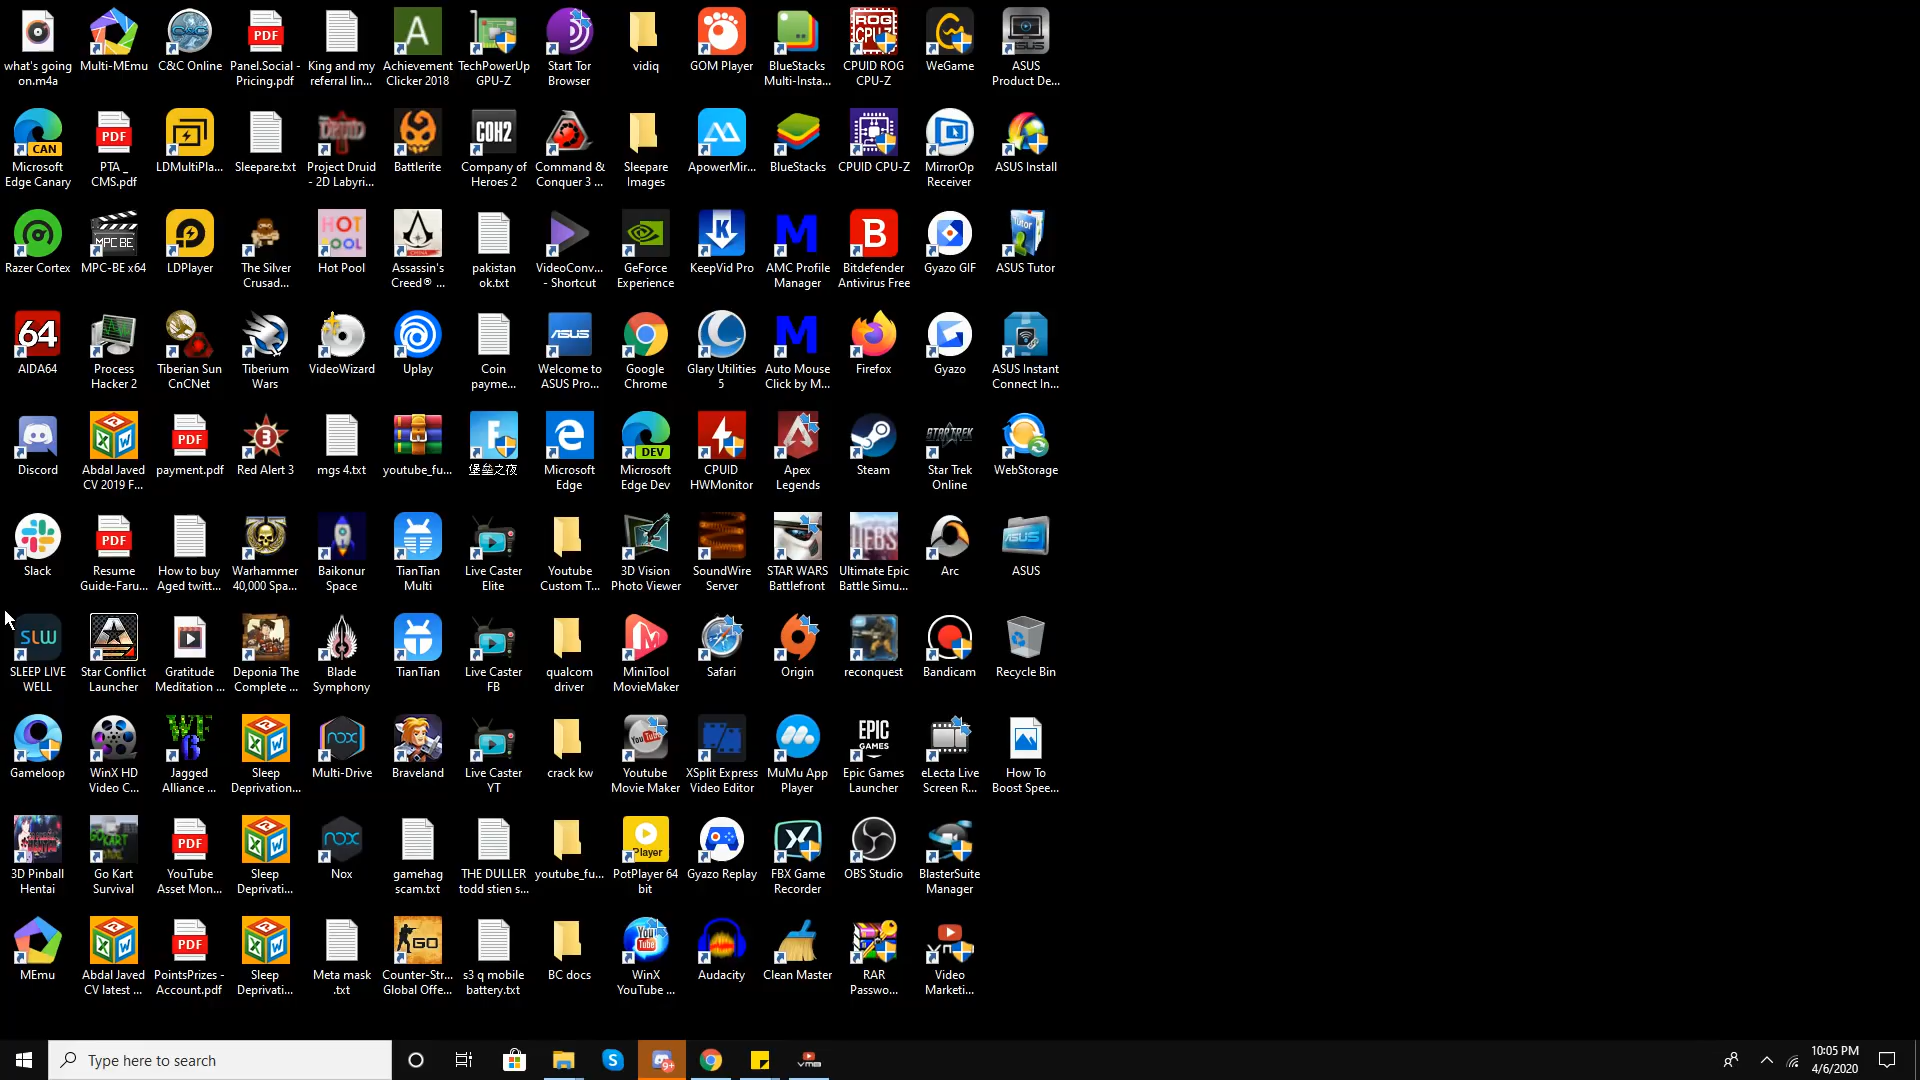 what's going
on.m4a
Multi-MEmu
C&C Online
Panel.Social -
Pricing.pdf
King and my
referral lin...
Achievement
Clicker 2018
TechPowerUp
GPU-Z
Start Tor
Browser
vidiq
GOM Player
BlueStacks
Multi-Insta...
CPUID ROG
CPU-Z
WeGame
ASUS
Product De...
Microsoft
Edge Canary
PTA _
CMS.pdf
LDMultiPla...
Sleepare.txt
Project Druid
- 2D Labyri...
Battlerite
Company of
Heroes 2
Command &
Conquer 3 ...
Sleepare
Images
ApowerMir...
BlueStacks
CPUID CPU-Z
MirrorOp
Receiver
ASUS Install
Razer Cortex
MPC-BE x64
LDPlayer
The Silver
Crusad...
Hot Pool
Assassin's
Creed® ...
pakistan
ok.txt
VideoConv...
- Shortcut
GeForce
Experience
KeepVid Pro
AMC Profile
Manager
Bitdefender
Antivirus Free
Gyazo GIF
ASUS Tutor
AIDA64
Process
Hacker 2
Tiberian Sun
CnCNet
Tiberium
Wars
VideoWizard
Uplay
Coin
payme...
Welcome to
ASUS Pro...
Google
Chrome
Glary Utilities
5
Auto Mouse
Click by M...
Firefox
Gyazo
ASUS Instant
Connect In...
Discord
Abdal Javed
CV 2019 F...
payment.pdf
Red Alert 3
mgs 4.txt
youtube_fu...
堡垒之夜
Microsoft
Edge
Microsoft
Edge Dev
CPUID
HWMonitor
Apex
Legends
Steam
Star Trek
Online
WebStorage
Slack
Resume
Guide-Faru...
How to buy
Aged twitt...
Warhammer
40,000 Spa...
Baikonur
Space
TianTian
Multi
Live Caster
Elite
Youtube
Custom T...
3D Vision
Photo Viewer
SoundWire
Server
STAR WARS
Battlefront
Ultimate Epic
Battle Simu...
Arc
ASUS
SLEEP LIVE
WELL
Star Conflict
Launcher
Gratitude
Meditation ...
Deponia The
Complete ...
Blade
Symphony
TianTian
Live Caster
FB
qualcom
driver
MiniTool
MovieMaker
Safari
Origin
reconquest
Bandicam
Recycle Bin
Gameloop
WinX HD
Video C...
Jagged
Alliance ...
Sleep
Deprivation...
Multi-Drive
Braveland
Live Caster
YT
crack kw
Youtube
Movie Maker
XSplit Express
Video Editor
MuMu App
Player
Epic Games
Launcher
eLecta Live
Screen R...
How To
Boost Spee...
3D Pinball
Hentai
Go Kart
Survival
YouTube
Asset Mon...
Sleep
Deprivati...
Nox
gamehag
scam.txt
THE DULLER
todd stien s...
youtube_fu...
PotPlayer 64
bit
Gyazo Replay
FBX Game
Recorder
OBS Studio
BlasterSuite
Manager
MEmu
Abdal Javed
CV latest ...
PointsPrizes -
Account.pdf
Sleep
Deprivati...
Meta mask
.txt
Counter-Str...
Global Offe...
s3 q mobile
battery.txt
BC docs
WinX
YouTube ...
Audacity
Clean Master
RAR
Passwo...
Video
Marketi...
Type here to search
9+
10:05 PM
4/6/2020